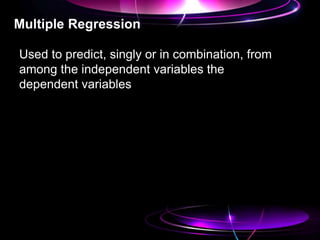 Multiple Regression
Used to predict, singly or in combination, from
among the independent variables the
dependent variables